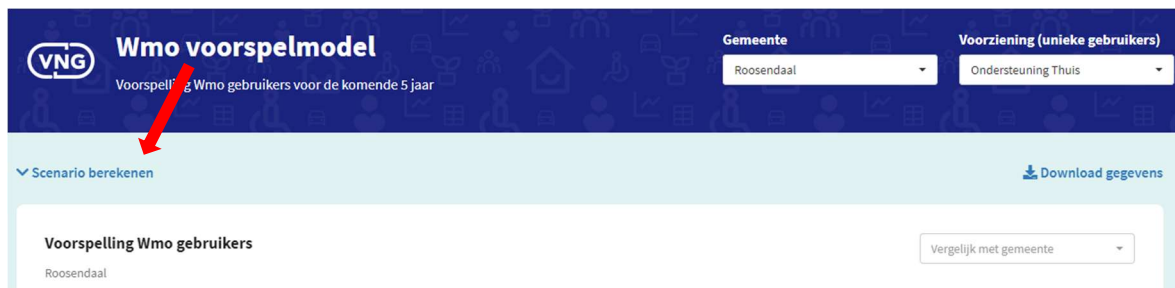 VNG
Wmo voorspelmodel
Voorspelling Wmo gebruikers voor de komende 5 jaar
Gemeente
Roosendaal
Voorziening (unieke gebruikers)
Ondersteuning Thuis
Scenario berekenen
Download gegevens
Voorspelling Wmo gebruikers
Roosendaal
Vergelijk met gemeente